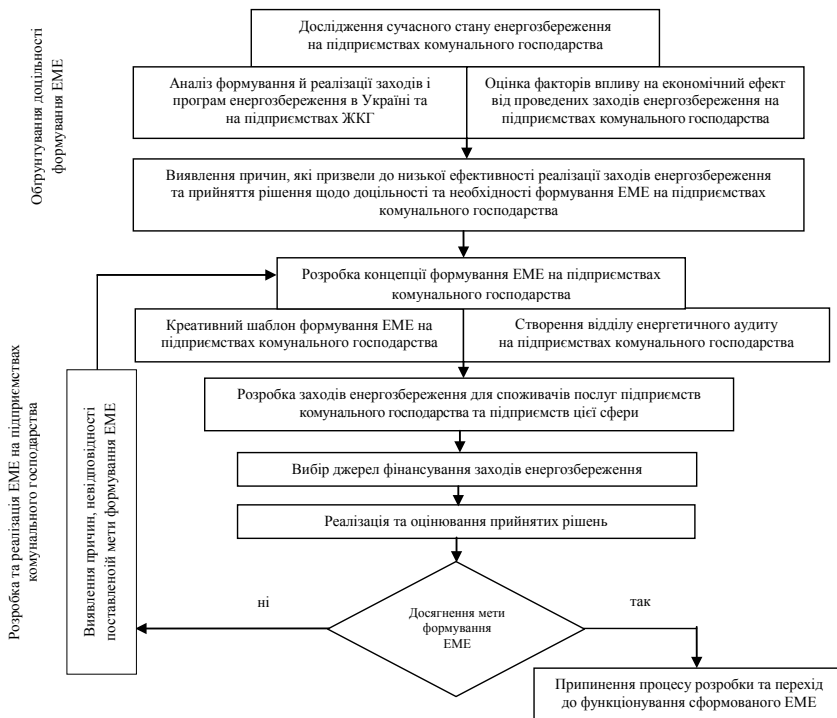 Обґрунтування доцільності
формування ЕМЕ
Дослідження сучасного стану енергозбереження
на підприємствах комунального господарства
Аналіз формування й реалізації заходів і
програм енергозбереження в Україні та
на підприємствах ЖКГ
Оцінка факторів впливу на економічний ефект
від проведених заходів енергозбереження на
підприємствах комунального господарства
Виявлення причин, які призвели до низької ефективності реалізації заходів енергозбереження
та прийняття рішення щодо доцільності та необхідності формування ЕМЕ на підприємствах
комунального господарства
Розробка та реалізація ЕМЕ на підприємствах
комунального господарства
Розробка концепції формування ЕМЕ на підприємствах
комунального господарства
Креативний шаблон формування ЕМЕ на
підприємствах комунального господарства
Створення відділу енергетичного аудиту
на підприємствах комунального господарства
Розробка заходів енергозбереження для споживачів послуг підприємств
комунального господарства та підприємств цієї сфери
Вибір джерел фінансування заходів енергозбереження
Реалізація та оцінювання прийнятих рішень
Виявлення причин, невідповідності
поставленоїй мети формування ЕМЕ
ні
Досягнення мети
формування
ЕМЕ
так
Припинення процесу розробки та перехід
до функціонування сформованого ЕМЕ